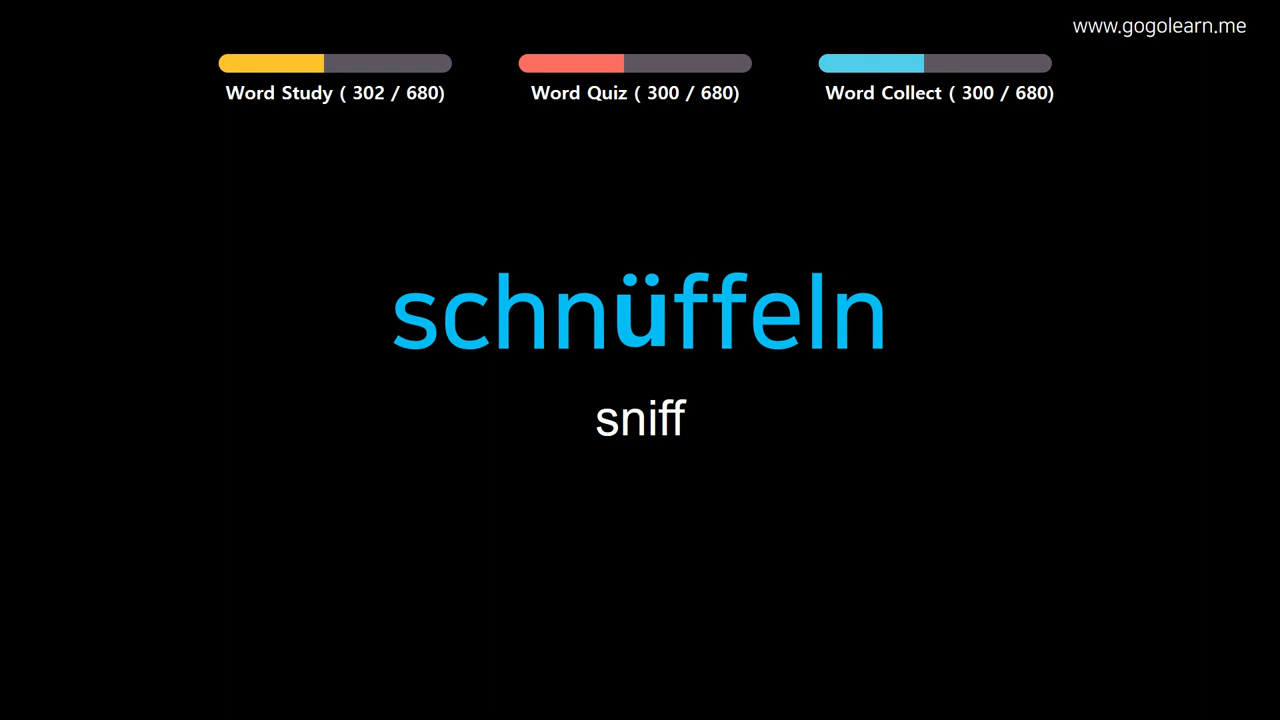 www.gogolearn.me
Word Study ( 302 / 680)
Word Quiz ( 300 / 680)
Word Collect ( 300 / 680)
schnüffeln
sniff